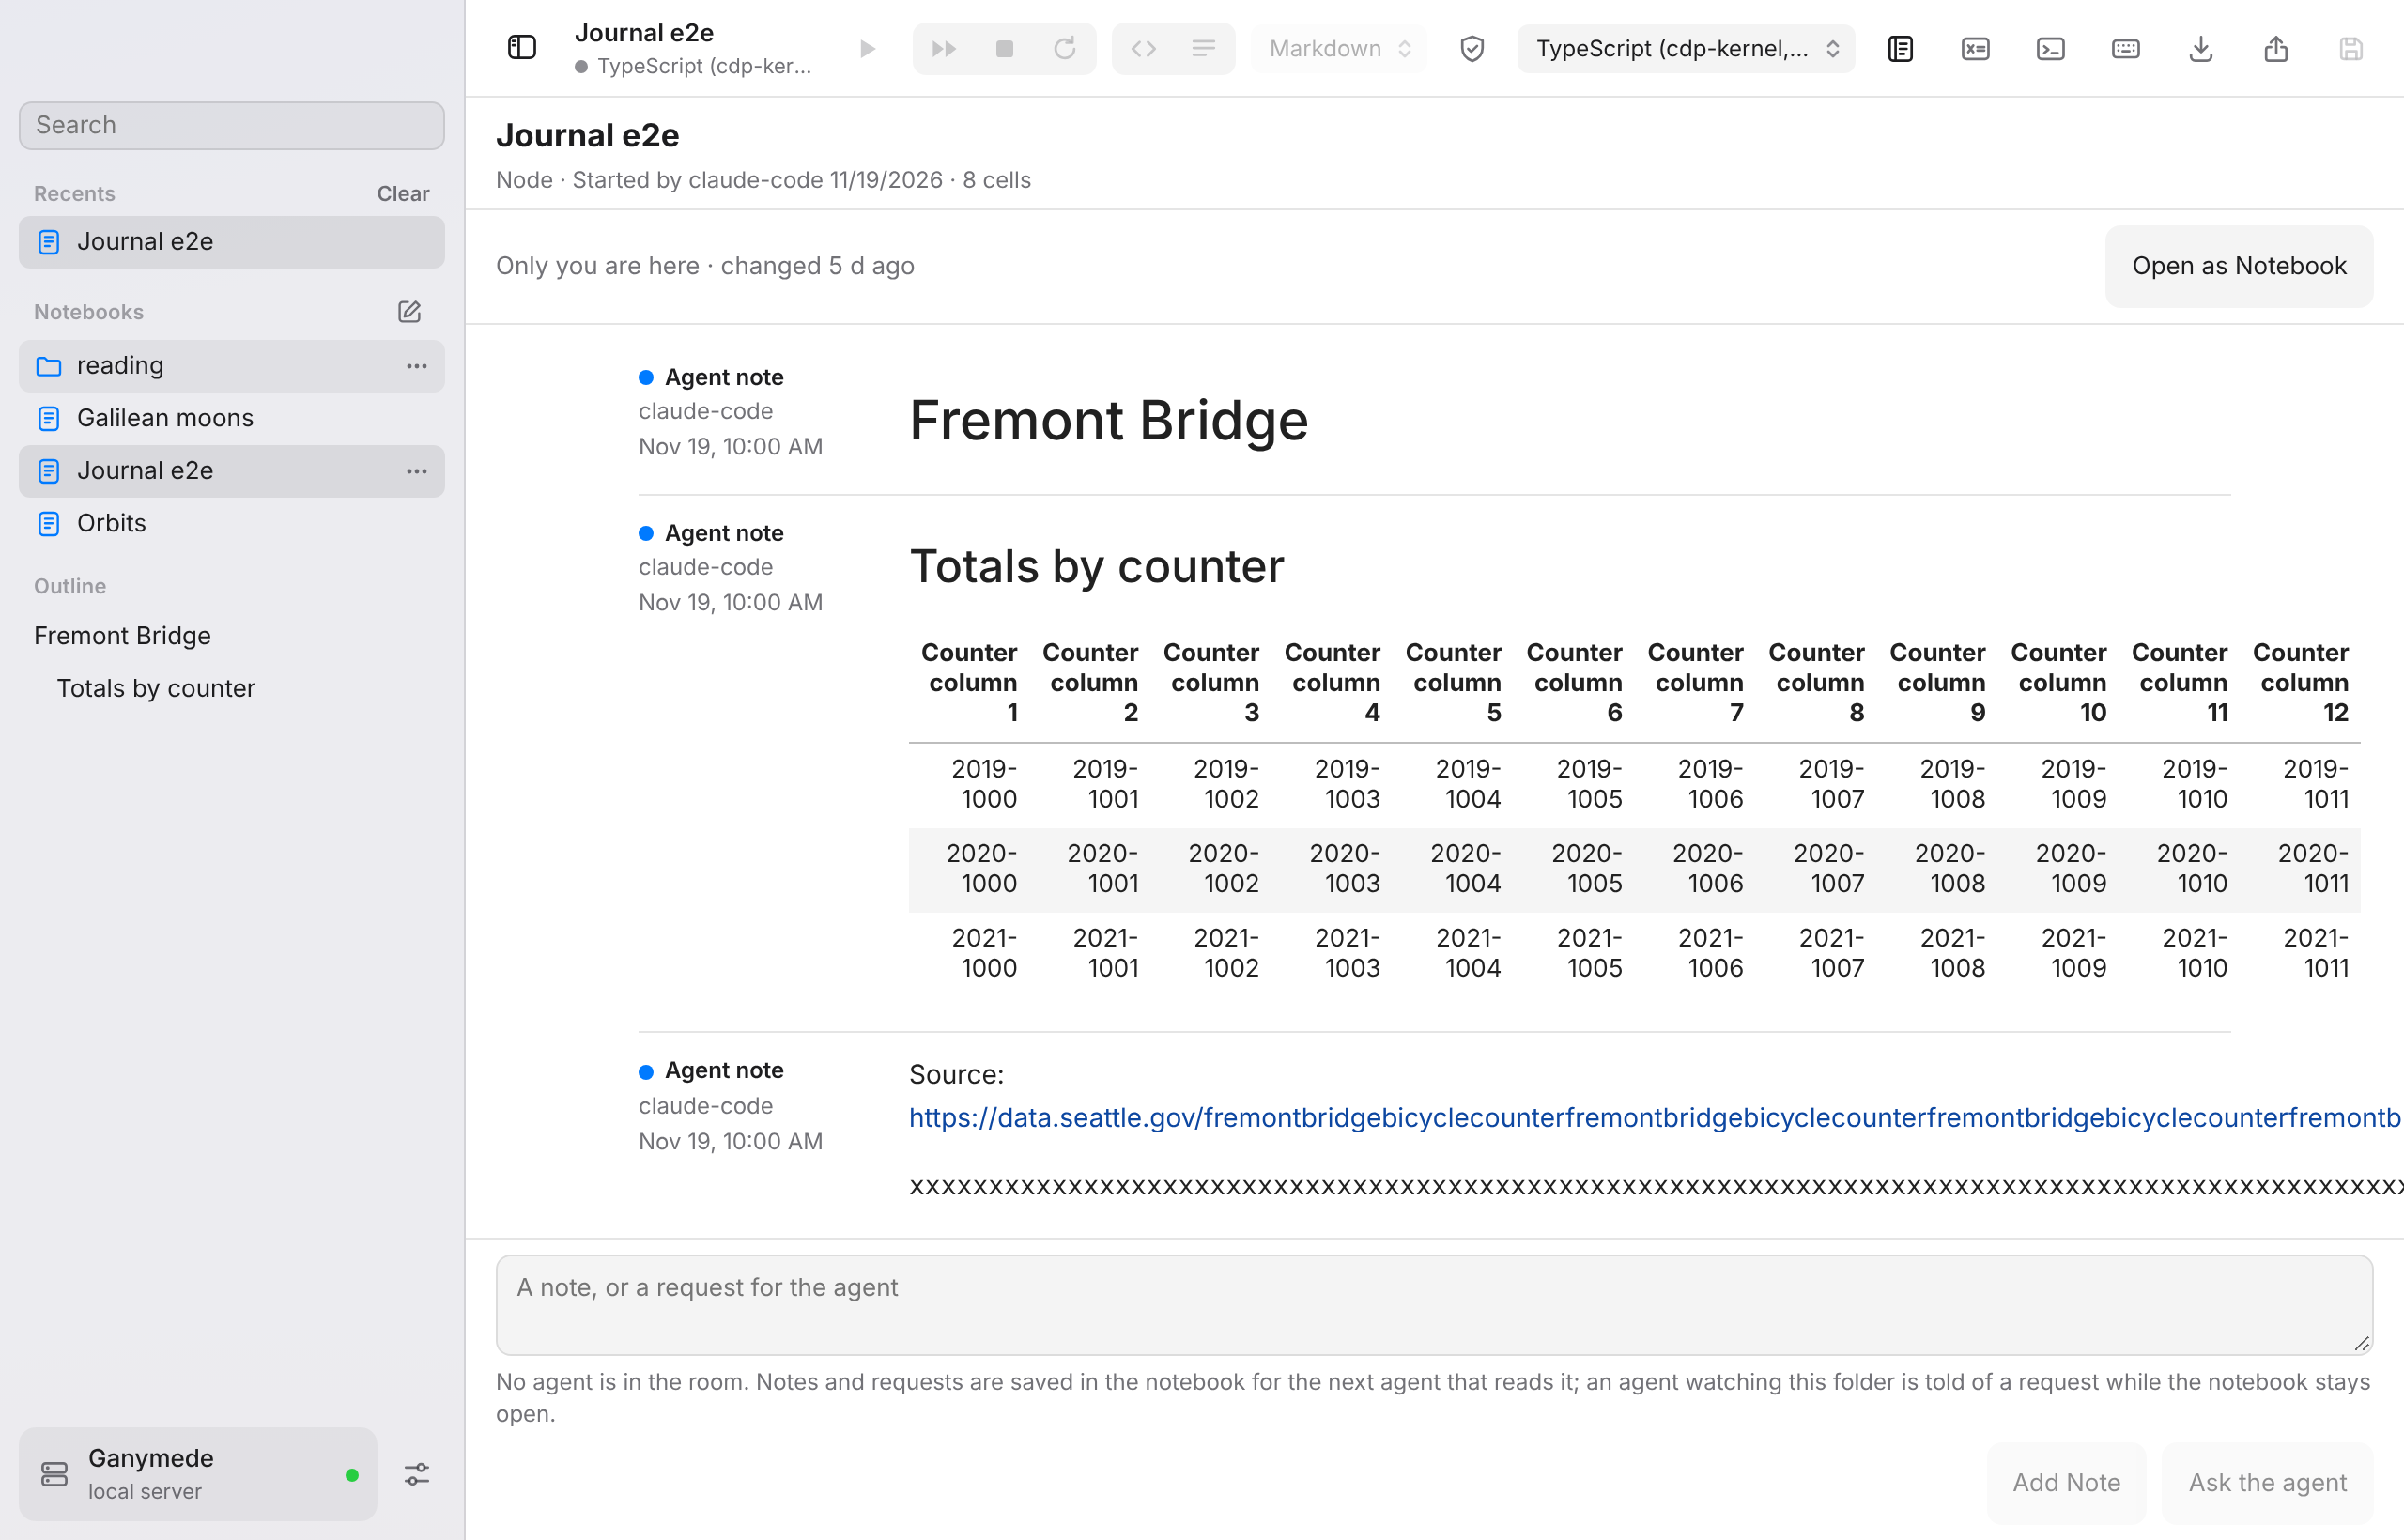 Journal e2e
TypeScript (cdp-ker...
Markdown
TypeScript (cdp-kernel,...
Search
Recents
Clear
Journal e2e
Notebooks
reading
Galilean moons
Journal e2e
Orbits
Outline
Fremont Bridge
Totals by counter
Ganymede
local server
Journal e2e
Node · Started by claude-code 11/19/2026 · 8 cells
Only you are here · changed 5 d ago
Open as Notebook
Agent note
claude-code
Nov 19, 10:00 AM
Fremont Bridge
Agent note
claude-code
Nov 19, 10:00 AM
Totals by counter
Counter Counter Counter Counter Counter Counter Counter Counter Counter Counter Counter Counter
column column column column column column column column column column column column
1 2 3 4 5 6 7 8 9 10 11 12
2019- 2019- 2019- 2019- 2019- 2019- 2019- 2019- 2019- 2019- 2019- 2019-
1000 1001 1002 1003 1004 1005 1006 1007 1008 1009 1010 1011
2020- 2020- 2020- 2020- 2020- 2020- 2020- 2020- 2020- 2020- 2020- 2020-
1000 1001 1002 1003 1004 1005 1006 1007 1008 1009 1010 1011
2021- 2021- 2021- 2021- 2021- 2021- 2021- 2021- 2021- 2021- 2021- 2021-
1000 1001 1002 1003 1004 1005 1006 1007 1008 1009 1010 1011
Agent note
claude-code
Nov 19, 10:00 AM
Source:
https://data.seattle.gov/fremontbridgebicyclecounterfremontbridgebicyclecounterfremontbridgebicyclecounterfremontb
xxxxxxxxxxxxxxxxxxxxxxxxxxxxxxxxxxxxxxxxxxxxxxxxxxxxxxxxxxxxxxxxxxxxxxxxxxxxxxxxxxxxxxxxxxxxxxx
A note, or a request for the agent
No agent is in the room. Notes and requests are saved in the notebook for the next agent that reads it; an agent watching this folder is told of a request while the notebook stays
open.
Add Note
Ask the agent